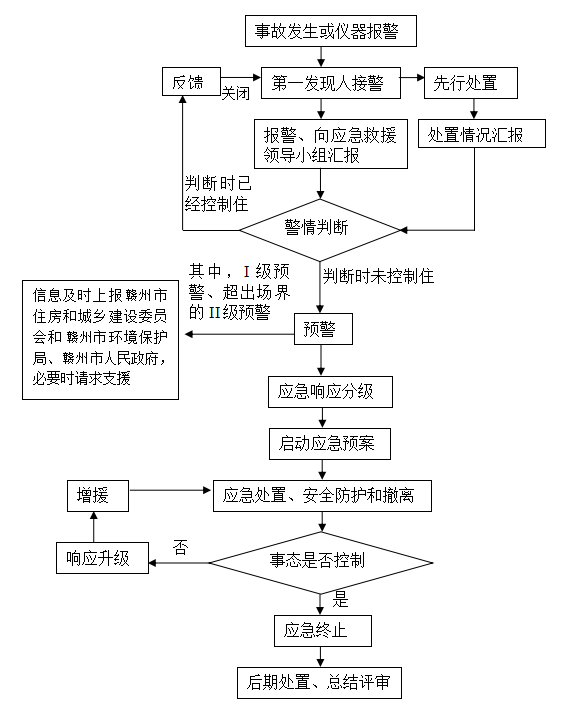 事故发生或仪器报警
反馈
关闭
第一发现人接警
先行处置
报警、向应急救援
领导小组汇报
处置情况汇报
判断时已
经控制住
警情判断
其中，I 级预
警、超出场界
的II级预警
判断时未控制住
信息及时上报赣州市
住房和城乡建设委员
会和赣州市环境保护
局、赣州市人民政府，
必要时请求支援
预警
应急响应分级
启动应急预案
增援
应急处置、安全防护和撤离
响应升级
否
事态是否控制
是
应急终止
后期处置、总结评审